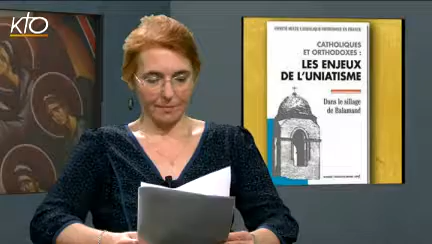 kto
COMITÉ MIXTE CATHOLIQUE-ORTHODOXE EN FRANCE
CATHOLIQUES
ET ORTHODOXES :
LES ENJEUX
DE L'UNIATISME
Dans le sillage
de Balamand